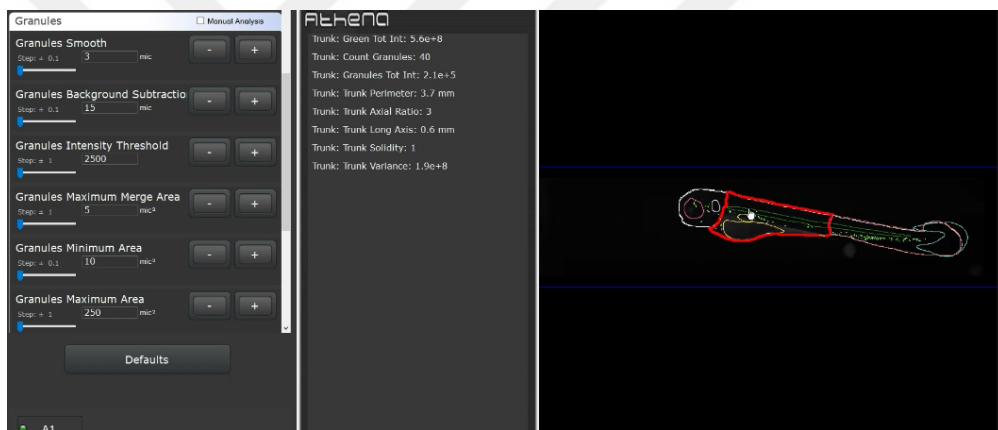 Granules
Manual Analysis
Granules Smooth
Step: ± 0.1
3
mic
-
+
Granules Background Subtractio
Step: ± 0.1
15
mic
-
+
Granules Intensity Threshold
Step: ± 1
2500
-
+
Granules Maximum Merge Area
Step: ± 1
5
mic²
-
+
Granules Minimum Area
Step: ± 0.1
10
mic²
-
+
Granules Maximum Area
Step: ± 1
250
mic²
-
+
Defaults
A1
Athena
Trunk: Green Tot Int: 5.6e+8
Trunk: Count Granules: 40
Trunk: Granules Tot Int: 2.1e+5
Trunk: Trunk Perimeter: 3.7 mm
Trunk: Trunk Axial Ratio: 3
Trunk: Trunk Long Axis: 0.6 mm
Trunk: Trunk Solidity: 1
Trunk: Trunk Variance: 1.9e+8